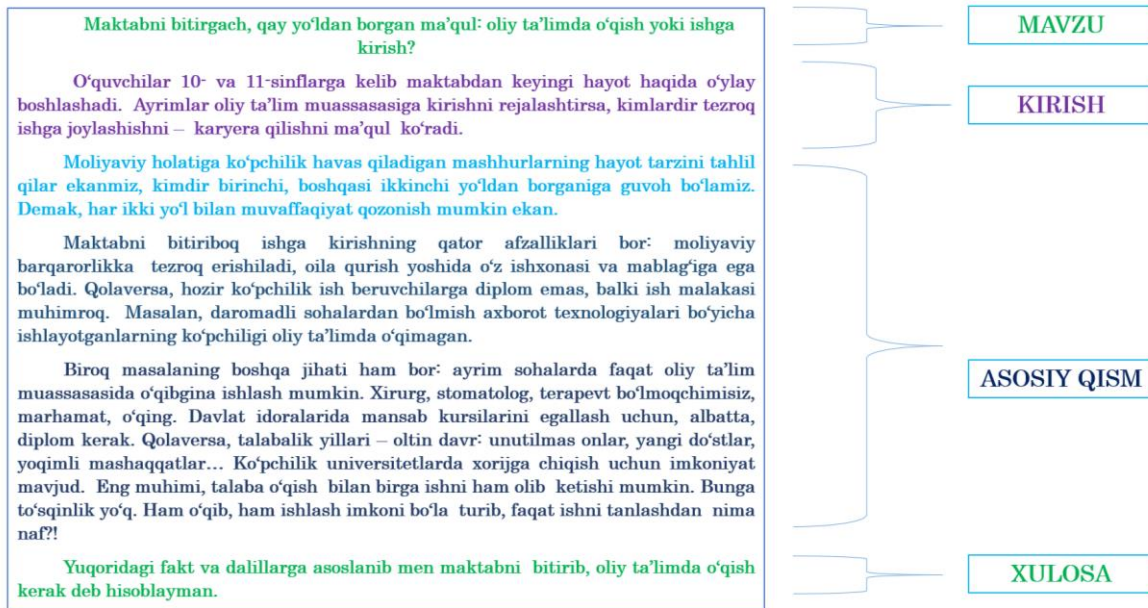 Maktabni bitirgach, qay yo‘ldan borgan ma’qul: oliy ta’limda o‘qish yoki ishga
kirish?
O‘quvchilar 10- va 11-sinflarga kelib maktabdan keyingi hayot haqida o‘ylay
boshlashadi. Ayrimlar oliy ta’lim muassasasiga kirishni rejalashtirsa, kimlardir tezroq
ishga joylashishni – karyera qilishni ma’qul ko‘radi.
Moliyaviy holatiga ko‘pchilik havas qiladigan mashhurlarning hayot tarzini tahlil
qilar ekanmiz, kimdir birinchi, boshqasi ikkinchi yo‘ldan borganiga guvoh bo‘lamiz.
Demak, har ikki yo‘l bilan muvaffaqiyat qozonish mumkin ekan.
Maktabni bitiriboq ishga kirishning qator afzalliklari bor: moliyaviy
barqarorlikka tezroq erishiladi, oila qurish yoshida o‘z ishxonasi va mablag‘iga ega
bo‘ladi. Qolaversa, hozir ko‘pchilik ish beruvchilarga diplom emas, balki ish malakasi
muhimroq. Masalan, daromadli sohalardan bo‘lmish axborot texnologiyalari bo‘yicha
ishlayotganlarning ko‘pchiligi oliy ta’limda o‘qimagan.
Biroq masalaning boshqa jihati ham bor: ayrim sohalarda faqat oliy ta’lim
muassasasida o‘qibgina ishlash mumkin. Xirurg, stomatolog, terapevt bo‘lmoqchimisiz,
marhamat, o‘qing. Davlat idoralarida mansab kursilarini egallash uchun, albatta,
diplom kerak. Qolaversa, talabalik yillari – oltin davr: unutilmas onlar, yangi do‘stlar,
yoqimli mashaqqatlar… Ko‘pchilik universitetlarda xorijga chiqish uchun imkoniyat
mavjud. Eng muhimi, talaba o‘qish bilan birga ishni ham olib ketishi mumkin. Bunga
to‘sqinlik yo‘q. Ham o‘qib, ham ishlash imkoni bo‘la turib, faqat ishni tanlashdan nima
naf?!
Yuqoridagi fakt va dalillarga asoslanib men maktabni bitirib, oliy ta’limda o‘qish
kerak deb hisoblayman.
MAVZU
KIRISH
ASOSIY QISM
XULOSA